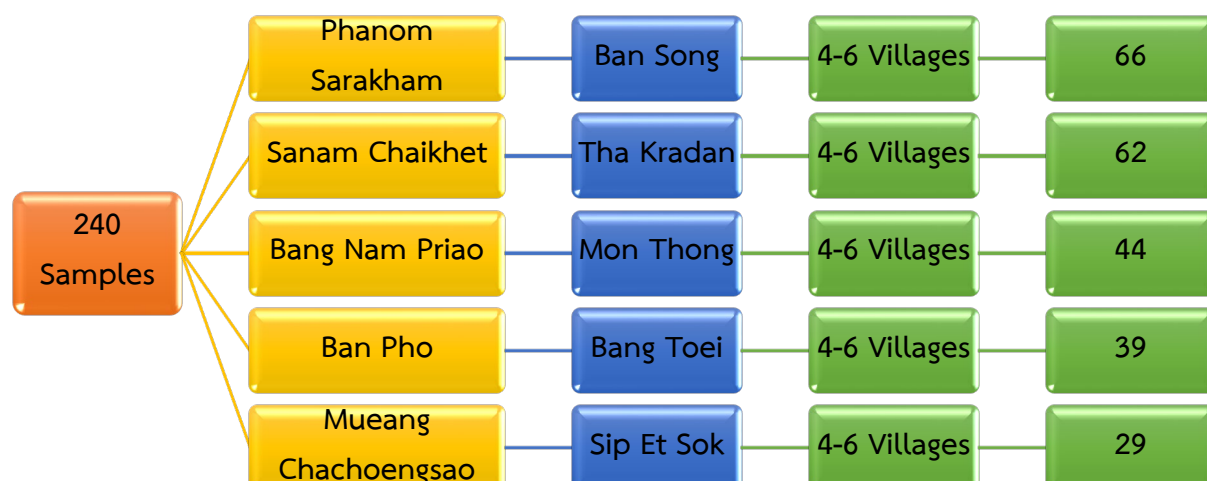 240
Samples
Phanom
Sarakham
Ban Song
4-6 Villages
66
Sanam Chaikhet
Tha Kradan
4-6 Villages
62
Bang Nam Priao
Mon Thong
4-6 Villages
44
Ban Pho
Bang Toei
4-6 Villages
39
Mueang
Chachoengsao
Sip Et Sok
4-6 Villages
29